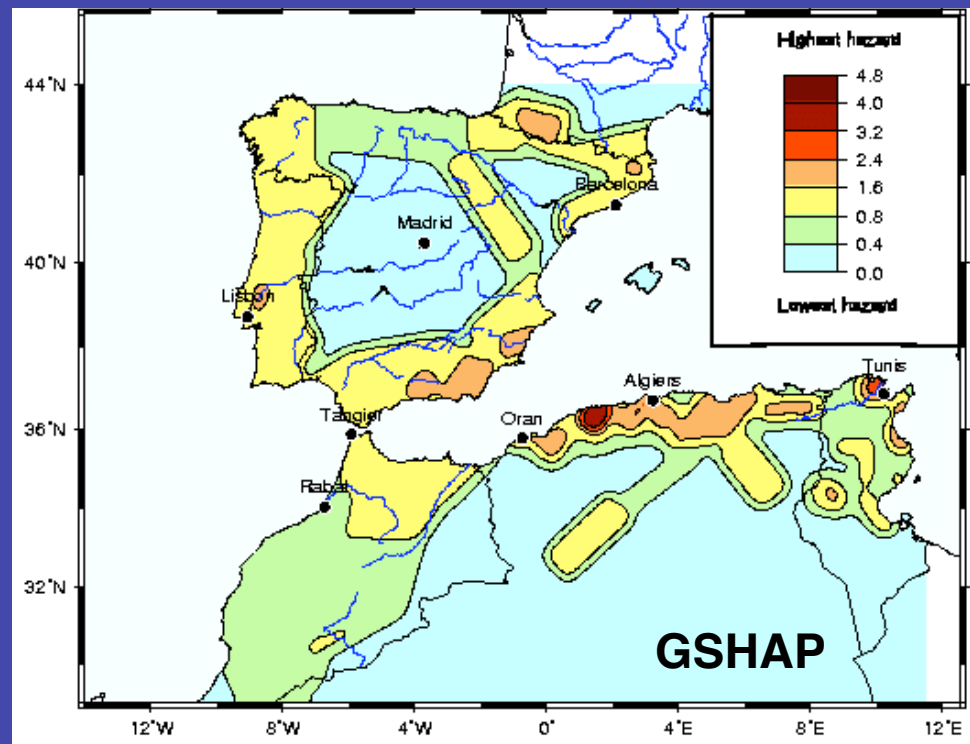 Highest hazard
4.8
4.0
3.2
2.4
1.6
0.8
0.4
0.0
Lowest hazard
44°N
40°N
36°N
32°N
Barcelona
Madrid
Lisbon
Tunis
Algiers
Tangier
Oran
Rabat
GSHAP
12°W
8°W
4°W
0°
4°E
8°E
12°E